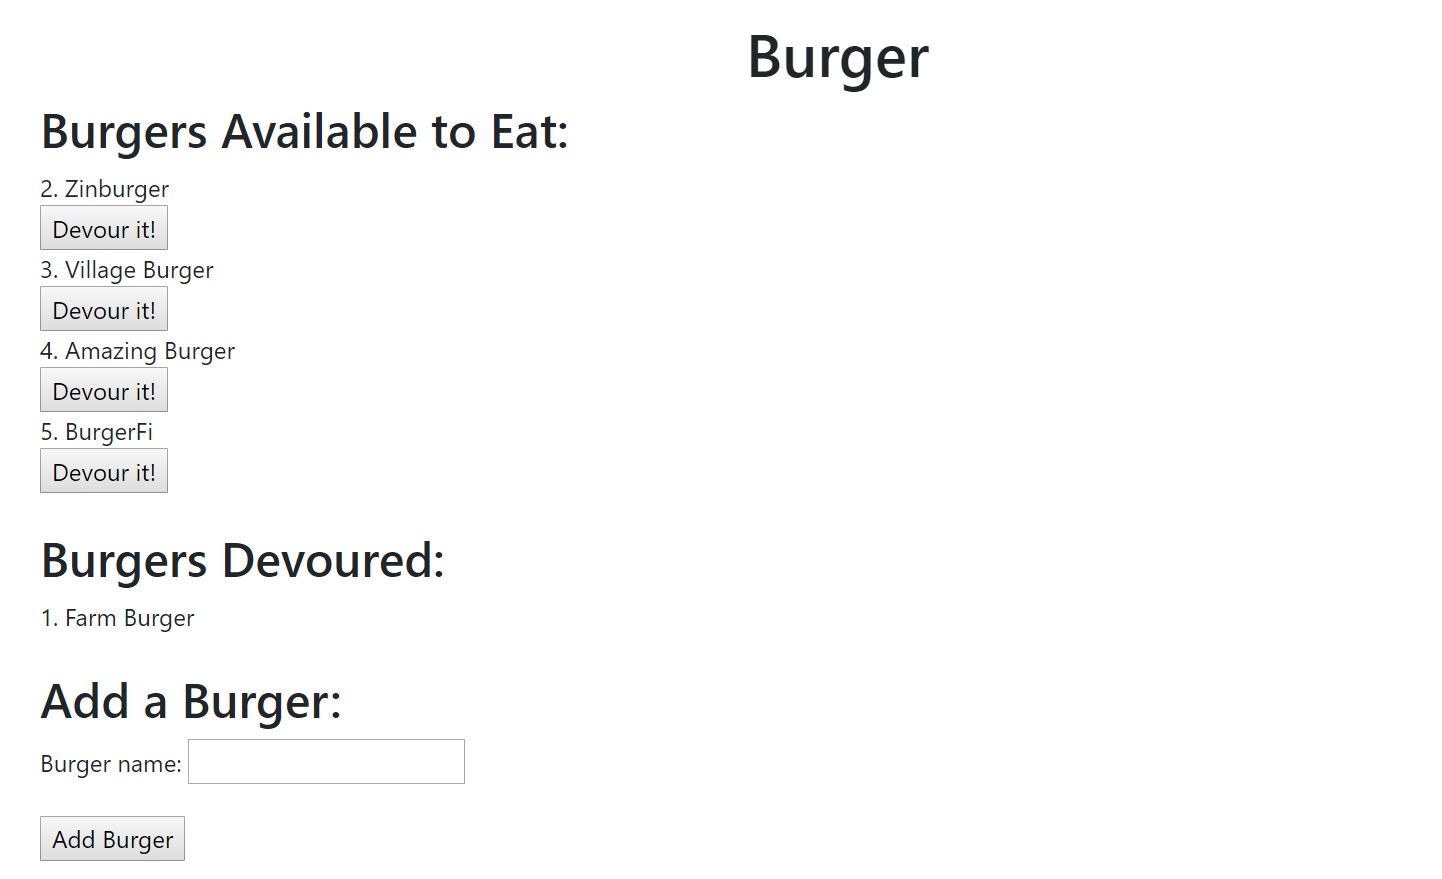 Burger
Burgers Available to Eat:
2. Zinburger
Devour it!
3. Village Burger
Devour it!
4. Amazing Burger
Devour it!
5. BurgerFi
Devour it!
Burgers Devoured:
1. Farm Burger
Add a Burger:
Burger name:
Add Burger